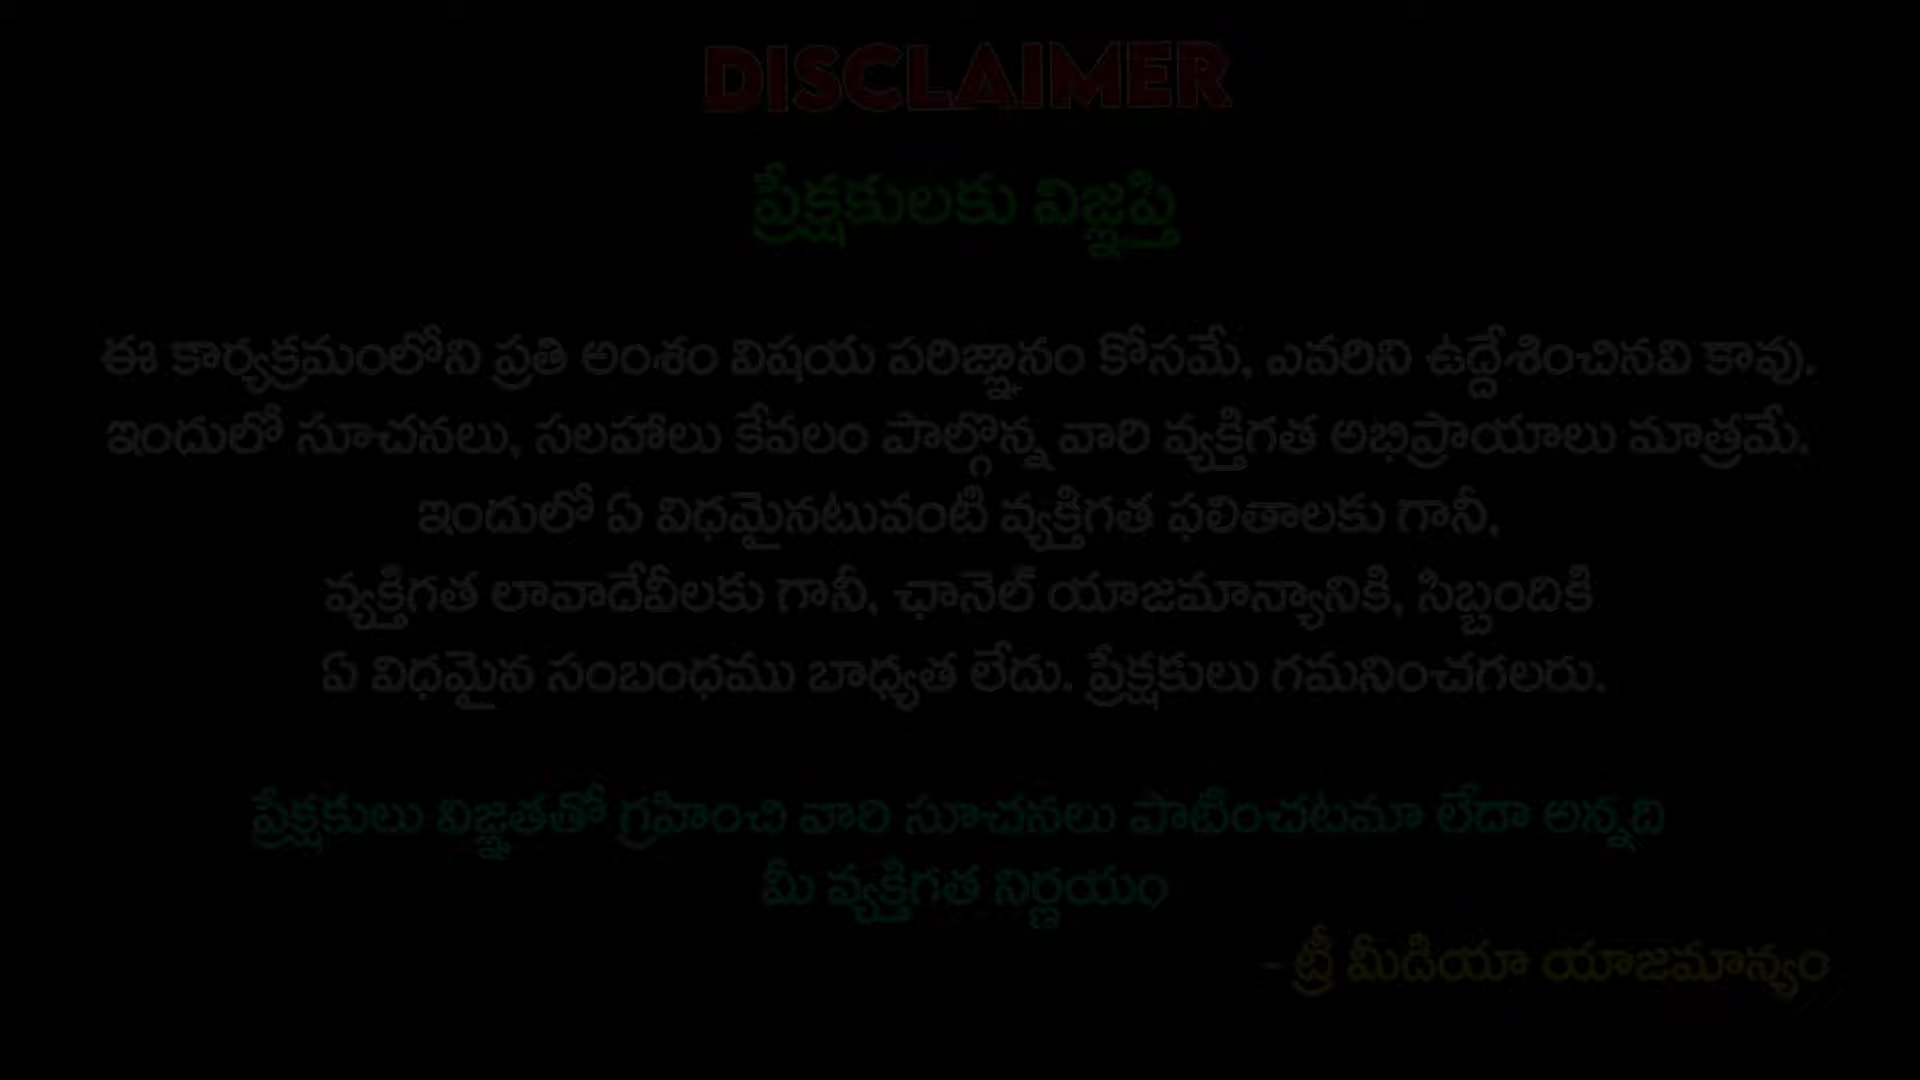 DISCLAIMER
ప్రేక్షకులకు విజ్ఞప్తి
ఈ కార్యక్రమంలోని ప్రతి అంశం విషయ పరిజ్ఞానం కోసమే, ఎవరిని ఉద్దేశించినవి కావు.
ఇందులో సూచనలు, సలహాలు కేవలం పాల్గొన్న వారి వ్యక్తిగత అభిప్రాయాలు మాత్రమే.
ఇందులో ఏ విధమైనటువంటి వ్యక్తిగత ఫలితాలకు గానీ,
వ్యక్తిగత లావాదేవీలకు గానీ, ఛానెల్ యాజమాన్యానికి, సిబ్బందికి
ఏ విధమైన సంబంధము బాధ్యత లేదు. ప్రేక్షకులు గమనించగలరు.
ప్రేక్షకులు విజ్ఞతతో గ్రహించి వారి సూచనలు పాటించటమా లేదా అన్నది
మీ వ్యక్తిగత నిర్ణయం
- ట్రీ మీడియా యాజమాన్యం